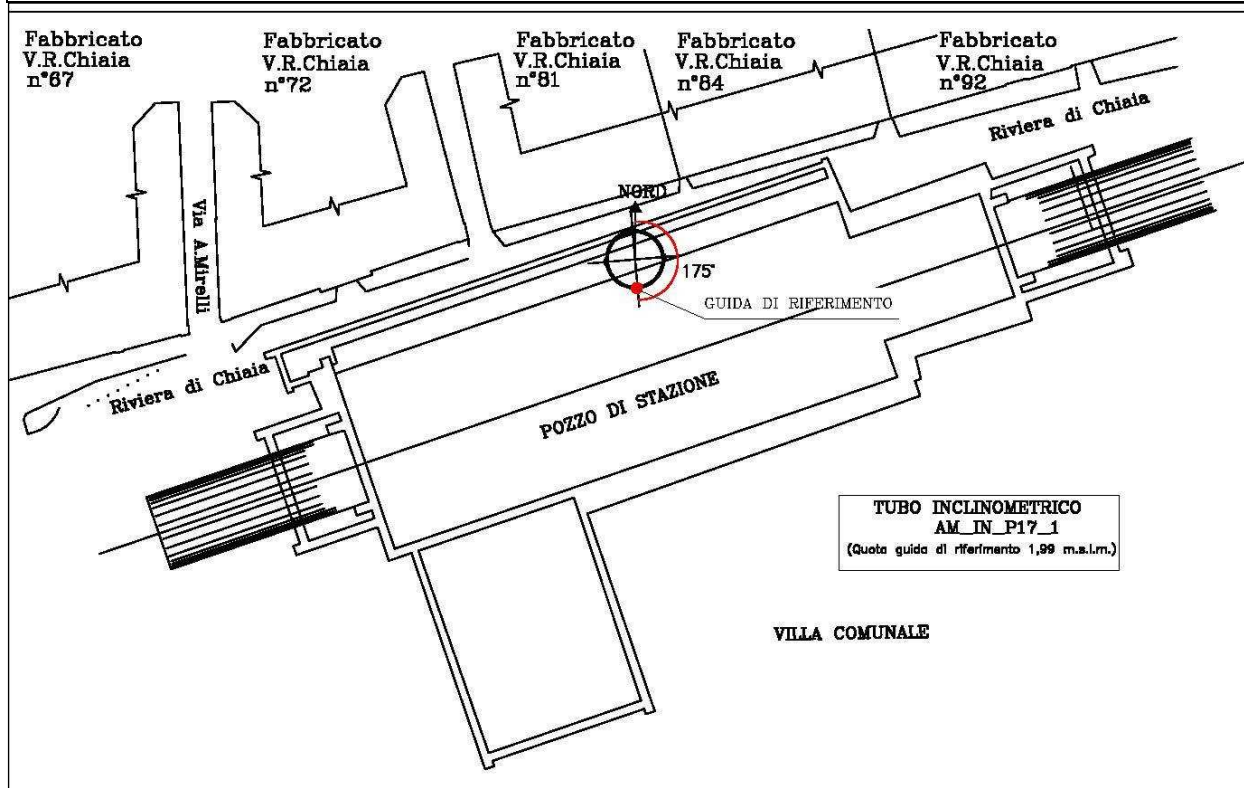 Fabbricato
V.R.Chiaia
n°67
Fabbricato
V.R.Chiaia
n°72
Fabbricato
V.R.Chiaia
n°81
Fabbricato
V.R.Chiaia
n°84
Fabbricato
V.R.Chiaia
n°92
Riviera di Chiaia
NORD
Via A.Mirelli
175°
GUIDA DI RIFERIMENTO
Riviera di Chiaia
POZZO DI STAZIONE
TUBO INCLINOMETRICO
AM_IN_P17_1
(Quota guida di riferimento 1,99 m.s.l.m.)
VILLA COMUNALE